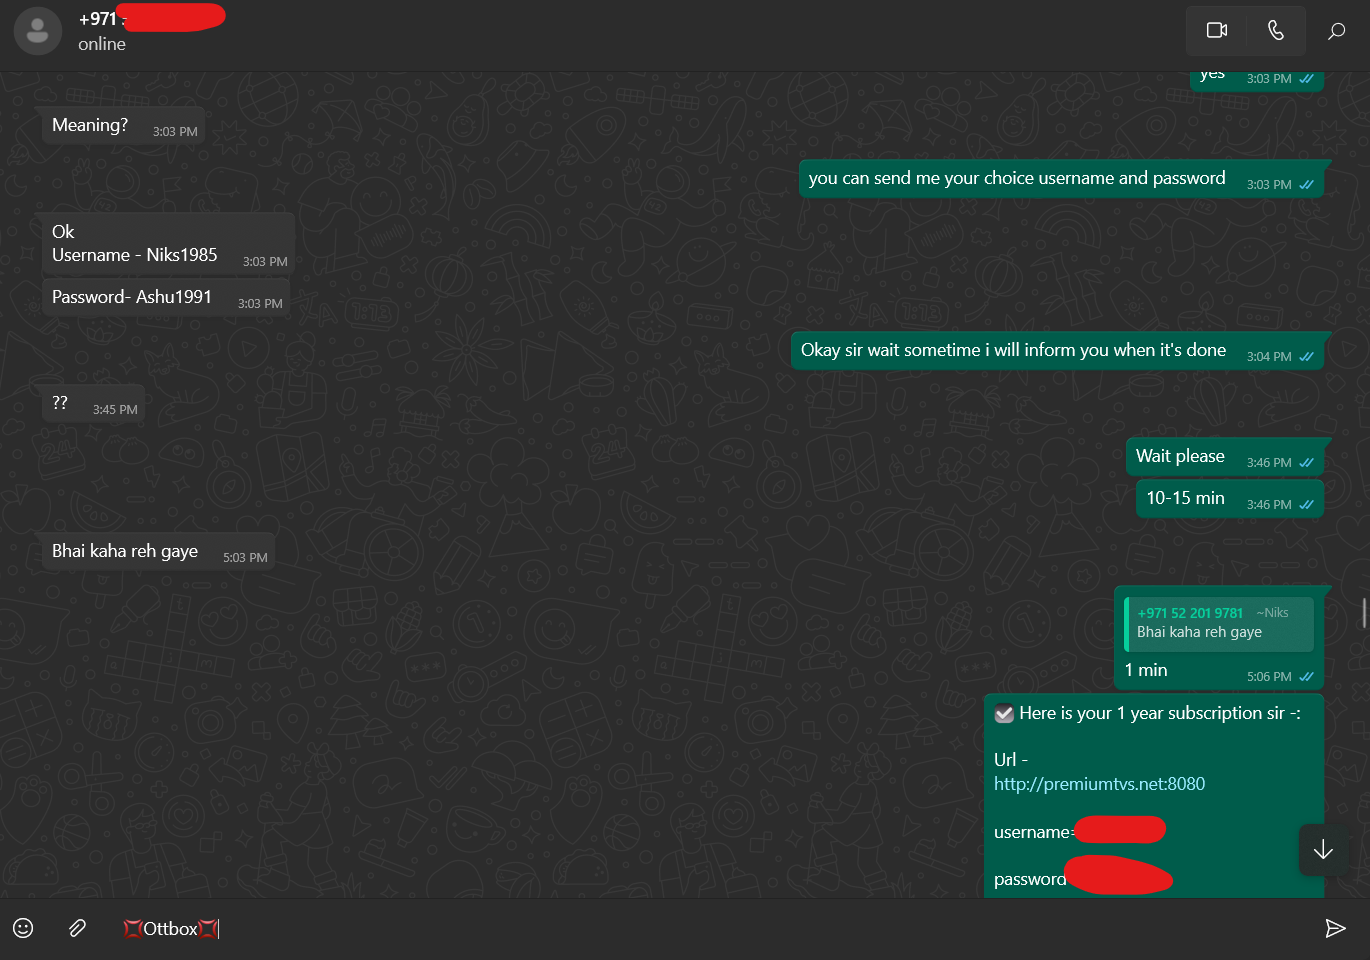 +971
online
yes 3:03 PM
Meaning? 3:03 PM
you can send me your choice username and password 3:03 PM
Ok
Username - Niks1985 3:03 PM
Password- Ashu1991 3:03 PM
Okay sir wait sometime i will inform you when it's done 3:04 PM
?? 3:45 PM
Wait please 3:46 PM
10-15 min 3:46 PM
Bhai kaha reh gaye 5:03 PM
+971 52 201 9781 ~Niks
Bhai kaha reh gaye
1 min 5:06 PM
Here is your 1 year subscription sir -:
Url -
http://premiumtvs.net:8080
username=
password
💢Ottbox💢